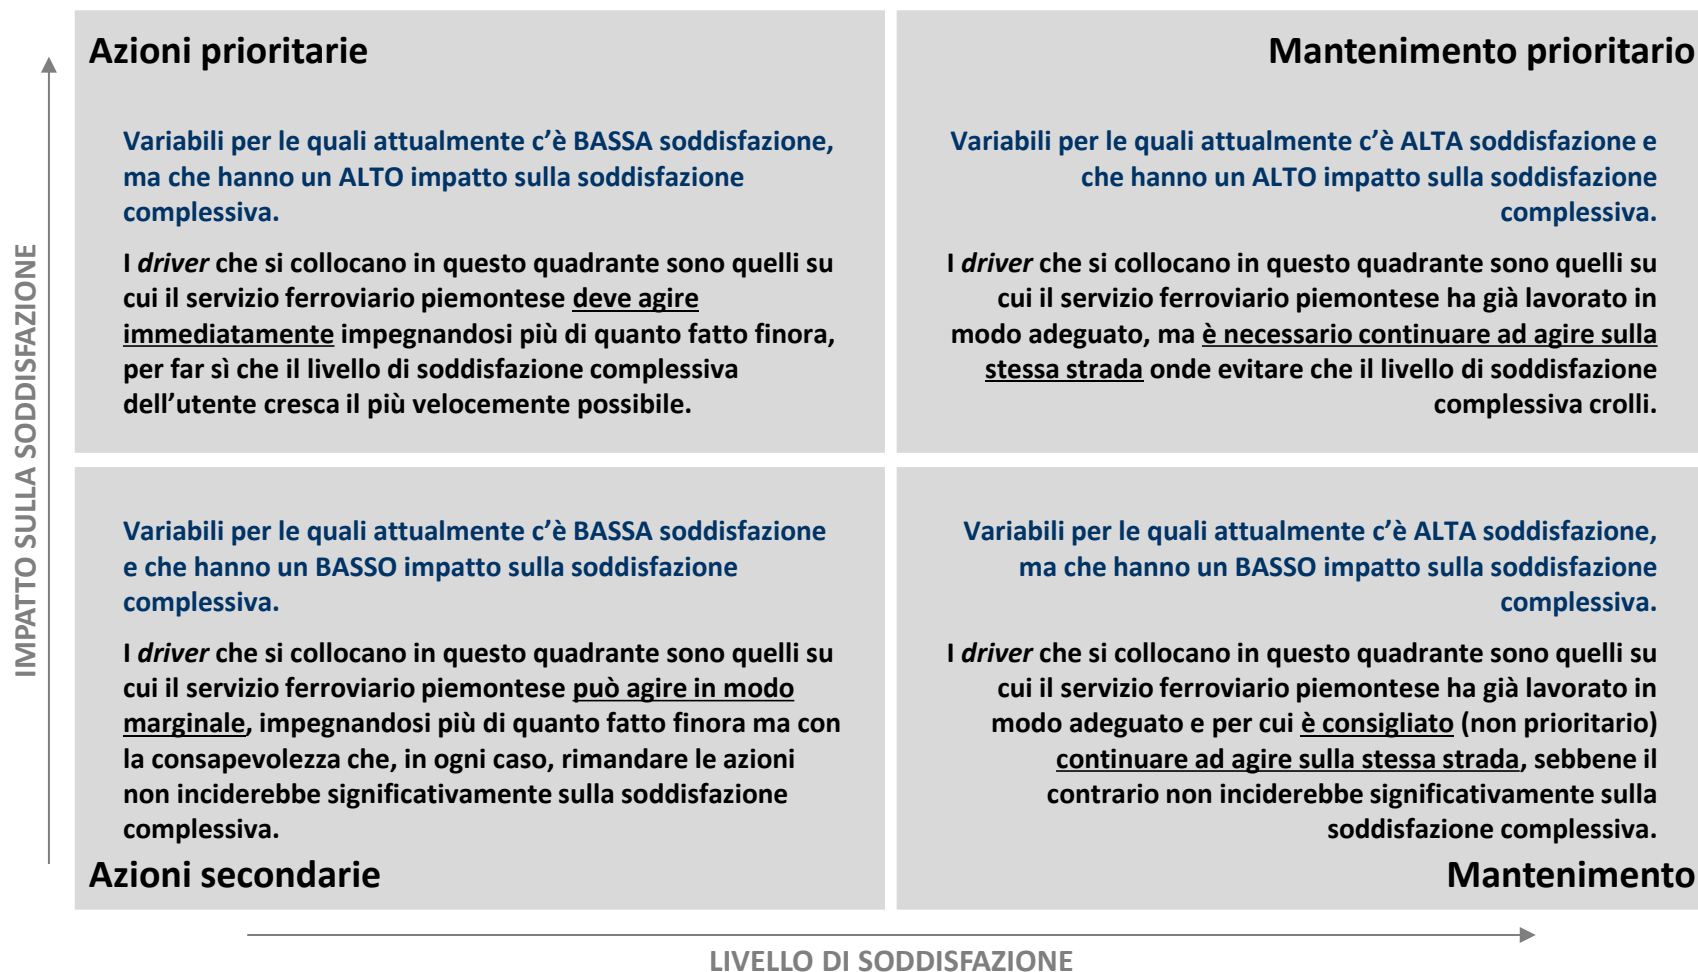 IMPATTO SULLA SODDISFAZIONE
Azioni prioritarie
Variabili per le quali attualmente c’è BASSA soddisfazione,
ma che hanno un ALTO impatto sulla soddisfazione
complessiva.
I driver che si collocano in questo quadrante sono quelli su
cui il servizio ferroviario piemontese deve agire
immediatamente impegnandosi più di quanto fatto finora,
per far sì che il livello di soddisfazione complessiva
dell’utente cresca il più velocemente possibile.
Mantenimento prioritario
Variabili per le quali attualmente c’è ALTA soddisfazione e
che hanno un ALTO impatto sulla soddisfazione
complessiva.
I driver che si collocano in questo quadrante sono quelli su
cui il servizio ferroviario piemontese ha già lavorato in
modo adeguato, ma è necessario continuare ad agire sulla
stessa strada onde evitare che il livello di soddisfazione
complessiva crolli.
Variabili per le quali attualmente c’è BASSA soddisfazione
e che hanno un BASSO impatto sulla soddisfazione
complessiva.
I driver che si collocano in questo quadrante sono quelli su
cui il servizio ferroviario piemontese può agire in modo
marginale, impegnandosi più di quanto fatto finora ma con
la consapevolezza che, in ogni caso, rimandare le azioni
non inciderebbe significativamente sulla soddisfazione
complessiva.
Azioni secondarie
Variabili per le quali attualmente c’è ALTA soddisfazione,
ma che hanno un BASSO impatto sulla soddisfazione
complessiva.
I driver che si collocano in questo quadrante sono quelli su
cui il servizio ferroviario piemontese ha già lavorato in
modo adeguato e per cui è consigliato (non prioritario)
continuare ad agire sulla stessa strada, sebbene il
contrario non inciderebbe significativamente sulla
soddisfazione complessiva.
Mantenimento
LIVELLO DI SODDISFAZIONE